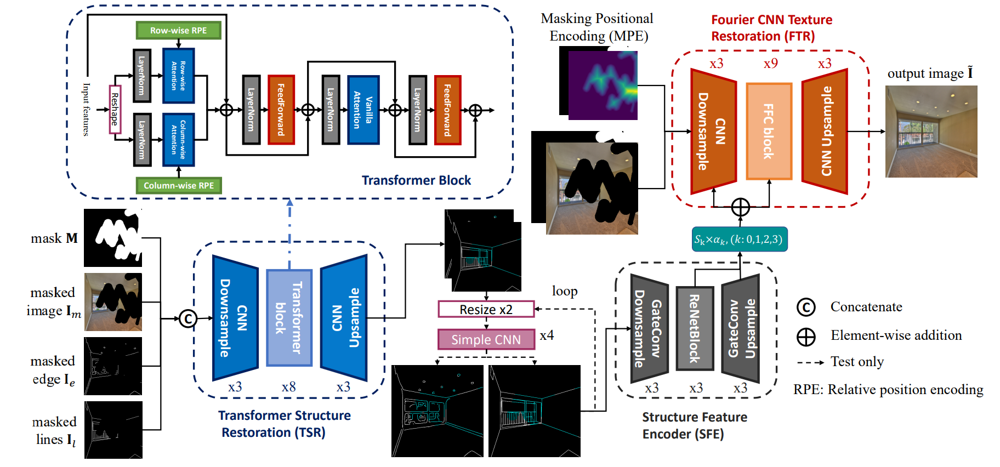 Row-wise RPE
LayerNorm
Row-wise
Attention
Input features
Reshape
LayerNorm
Column-wise
Attention
Column-wise RPE
LayerNorm
FeedForward
LayerNorm
Vanilla
Attention
LayerNorm
FeedForward
Transformer Block
Masking Positional
Encoding (MPE)
Fourier CNN Texture
Restoration (FTR)
x3
x9
x3
CNN
Downsample
FFC block
CNN Upsample
output image Ĩ
S_k×α_k, (k: 0,1,2,3)
mask M
masked
image I_m
masked
edge I_e
masked
lines I_l
C
CNN
Downsample
Transformer
block
CNN
Upsample
x3
x8
x3
Transformer Structure
Restoration (TSR)
loop
Resize x2
Simple CNN
x4
GateConv
Downsample
ReNetBlock
GateConv
Upsample
x3
x3
x3
Structure Feature
Encoder (SFE)
C
Concatenate
Element-wise addition
Test only
RPE: Relative position encoding